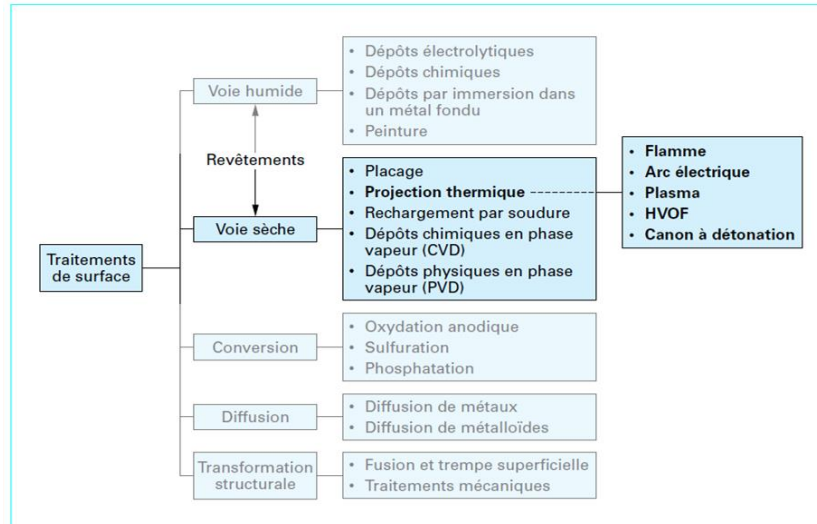 Traitements
de surface
Voie humide
• Dépôts électrolytiques
• Dépôts chimiques
• Dépôts par immersion dans
un métal fondu
• Peinture
Revêtements
Voie sèche
• Placage
• Projection thermique
• Rechargement par soudure
• Dépôts chimiques en phase
vapeur (CVD)
• Dépôts physiques en phase
vapeur (PVD)
• Flamme
• Arc électrique
• Plasma
• HVOF
• Canon à détonation
Conversion
• Oxydation anodique
• Sulfuration
• Phosphatation
Diffusion
• Diffusion de métaux
• Diffusion de métalloïdes
Transformation
structurale
• Fusion et trempe superficielle
• Traitements mécaniques